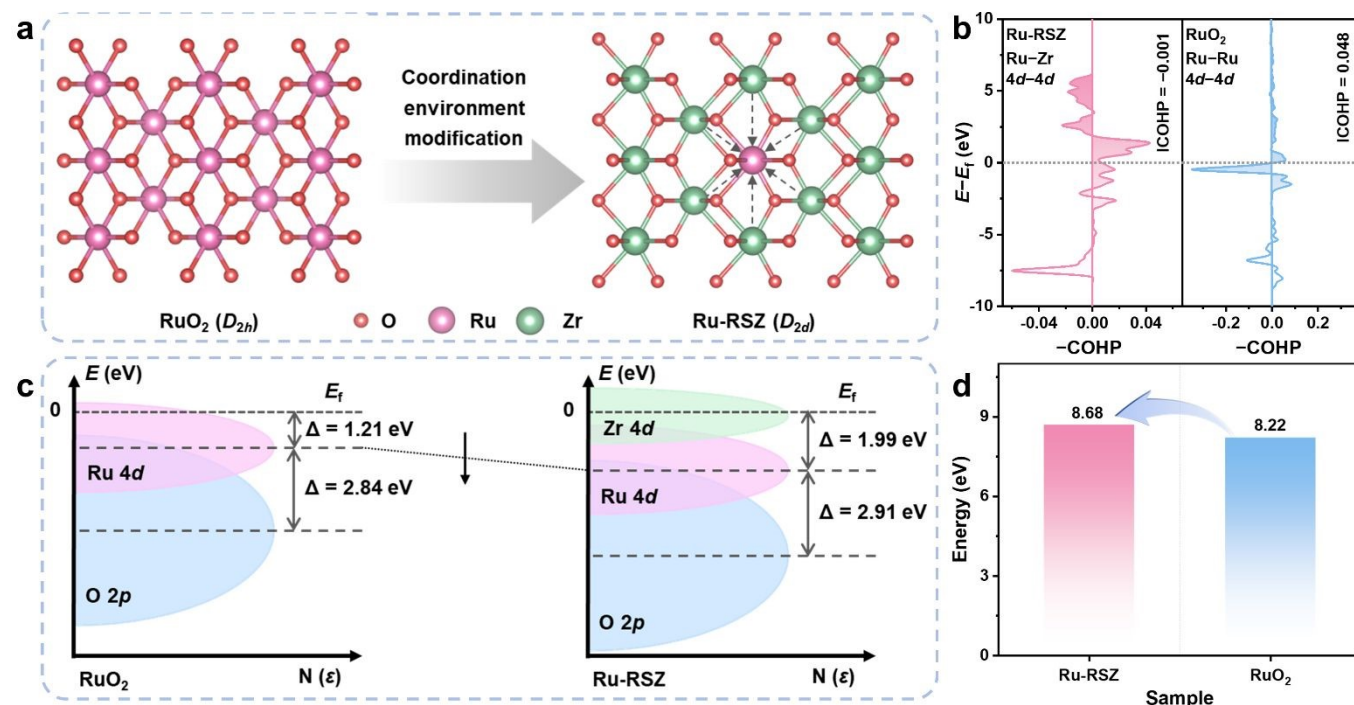 a
Coordination
environment
modification
RuO₂ (D₂ₕ)
O
Ru
Zr
Ru-RSZ (D₂d)
b
10
5
0
-5
-10
E−Ef (eV)
Ru-RSZ
Ru−Zr
4d−4d
ICOHP = −0.001
RuO₂
Ru−Ru
4d−4d
ICOHP = 0.048
-0.04 0.00 0.04
-0.2 0.0 0.2
−COHP
−COHP
c
E (eV)
0
Ef
Δ = 1.21 eV
Ru 4d
Δ = 2.84 eV
O 2p
RuO₂
N (ε)
E (eV)
0
Ef
Zr 4d
Δ = 1.99 eV
Ru 4d
Δ = 2.91 eV
O 2p
Ru-RSZ
N (ε)
d
9
6
3
0
Energy (eV)
8.68
8.22
Ru-RSZ
RuO₂
Sample